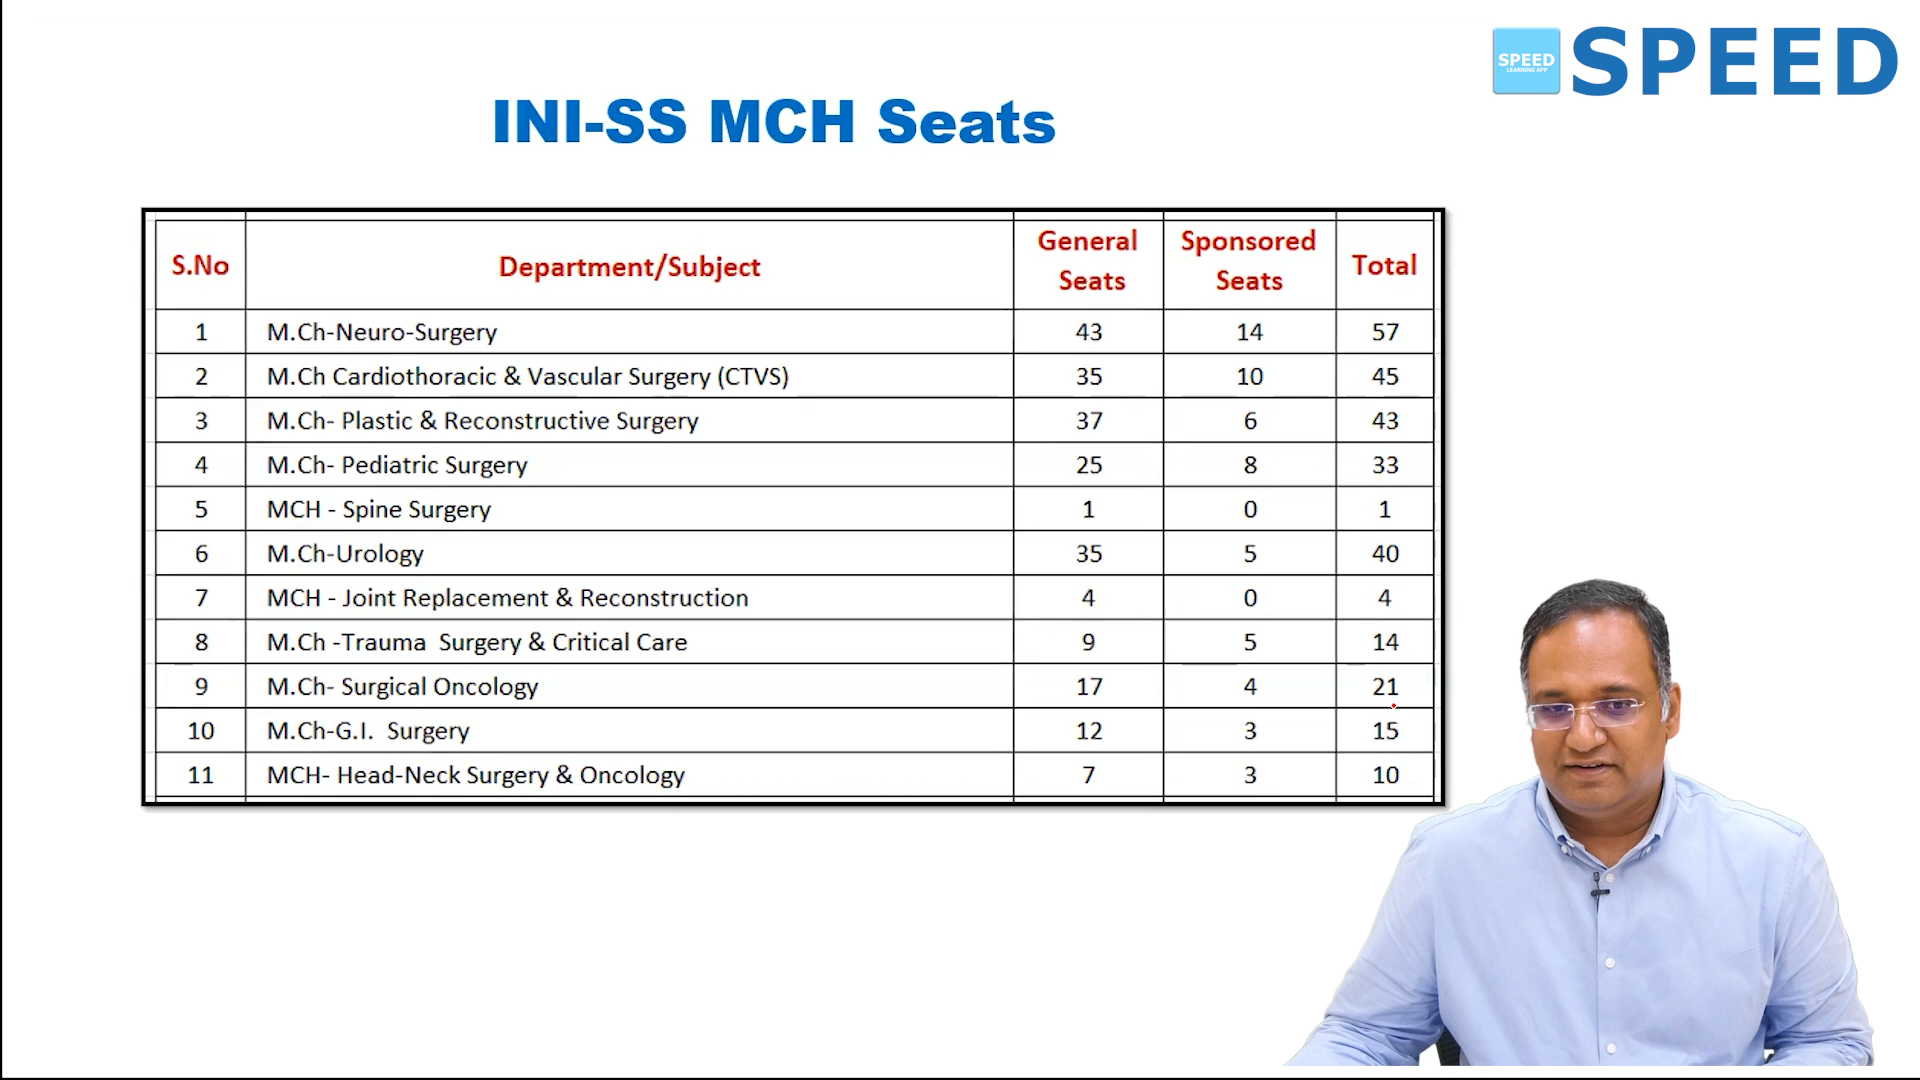 SPEED
LEARNING APP
SPEED
INI-SS MCH Seats
S.No Department/Subject General Seats Sponsored Seats Total
1 M.Ch-Neuro-Surgery 43 14 57
2 M.Ch Cardiothoracic & Vascular Surgery (CTVS) 35 10 45
3 M.Ch- Plastic & Reconstructive Surgery 37 6 43
4 M.Ch- Pediatric Surgery 25 8 33
5 MCH - Spine Surgery 1 0 1
6 M.Ch-Urology 35 5 40
7 MCH - Joint Replacement & Reconstruction 4 0 4
8 M.Ch -Trauma  Surgery & Critical Care 9 5 14
9 M.Ch- Surgical Oncology 17 4 21
10 M.Ch-G.I.  Surgery 12 3 15
11 MCH- Head-Neck Surgery & Oncology 7 3 10